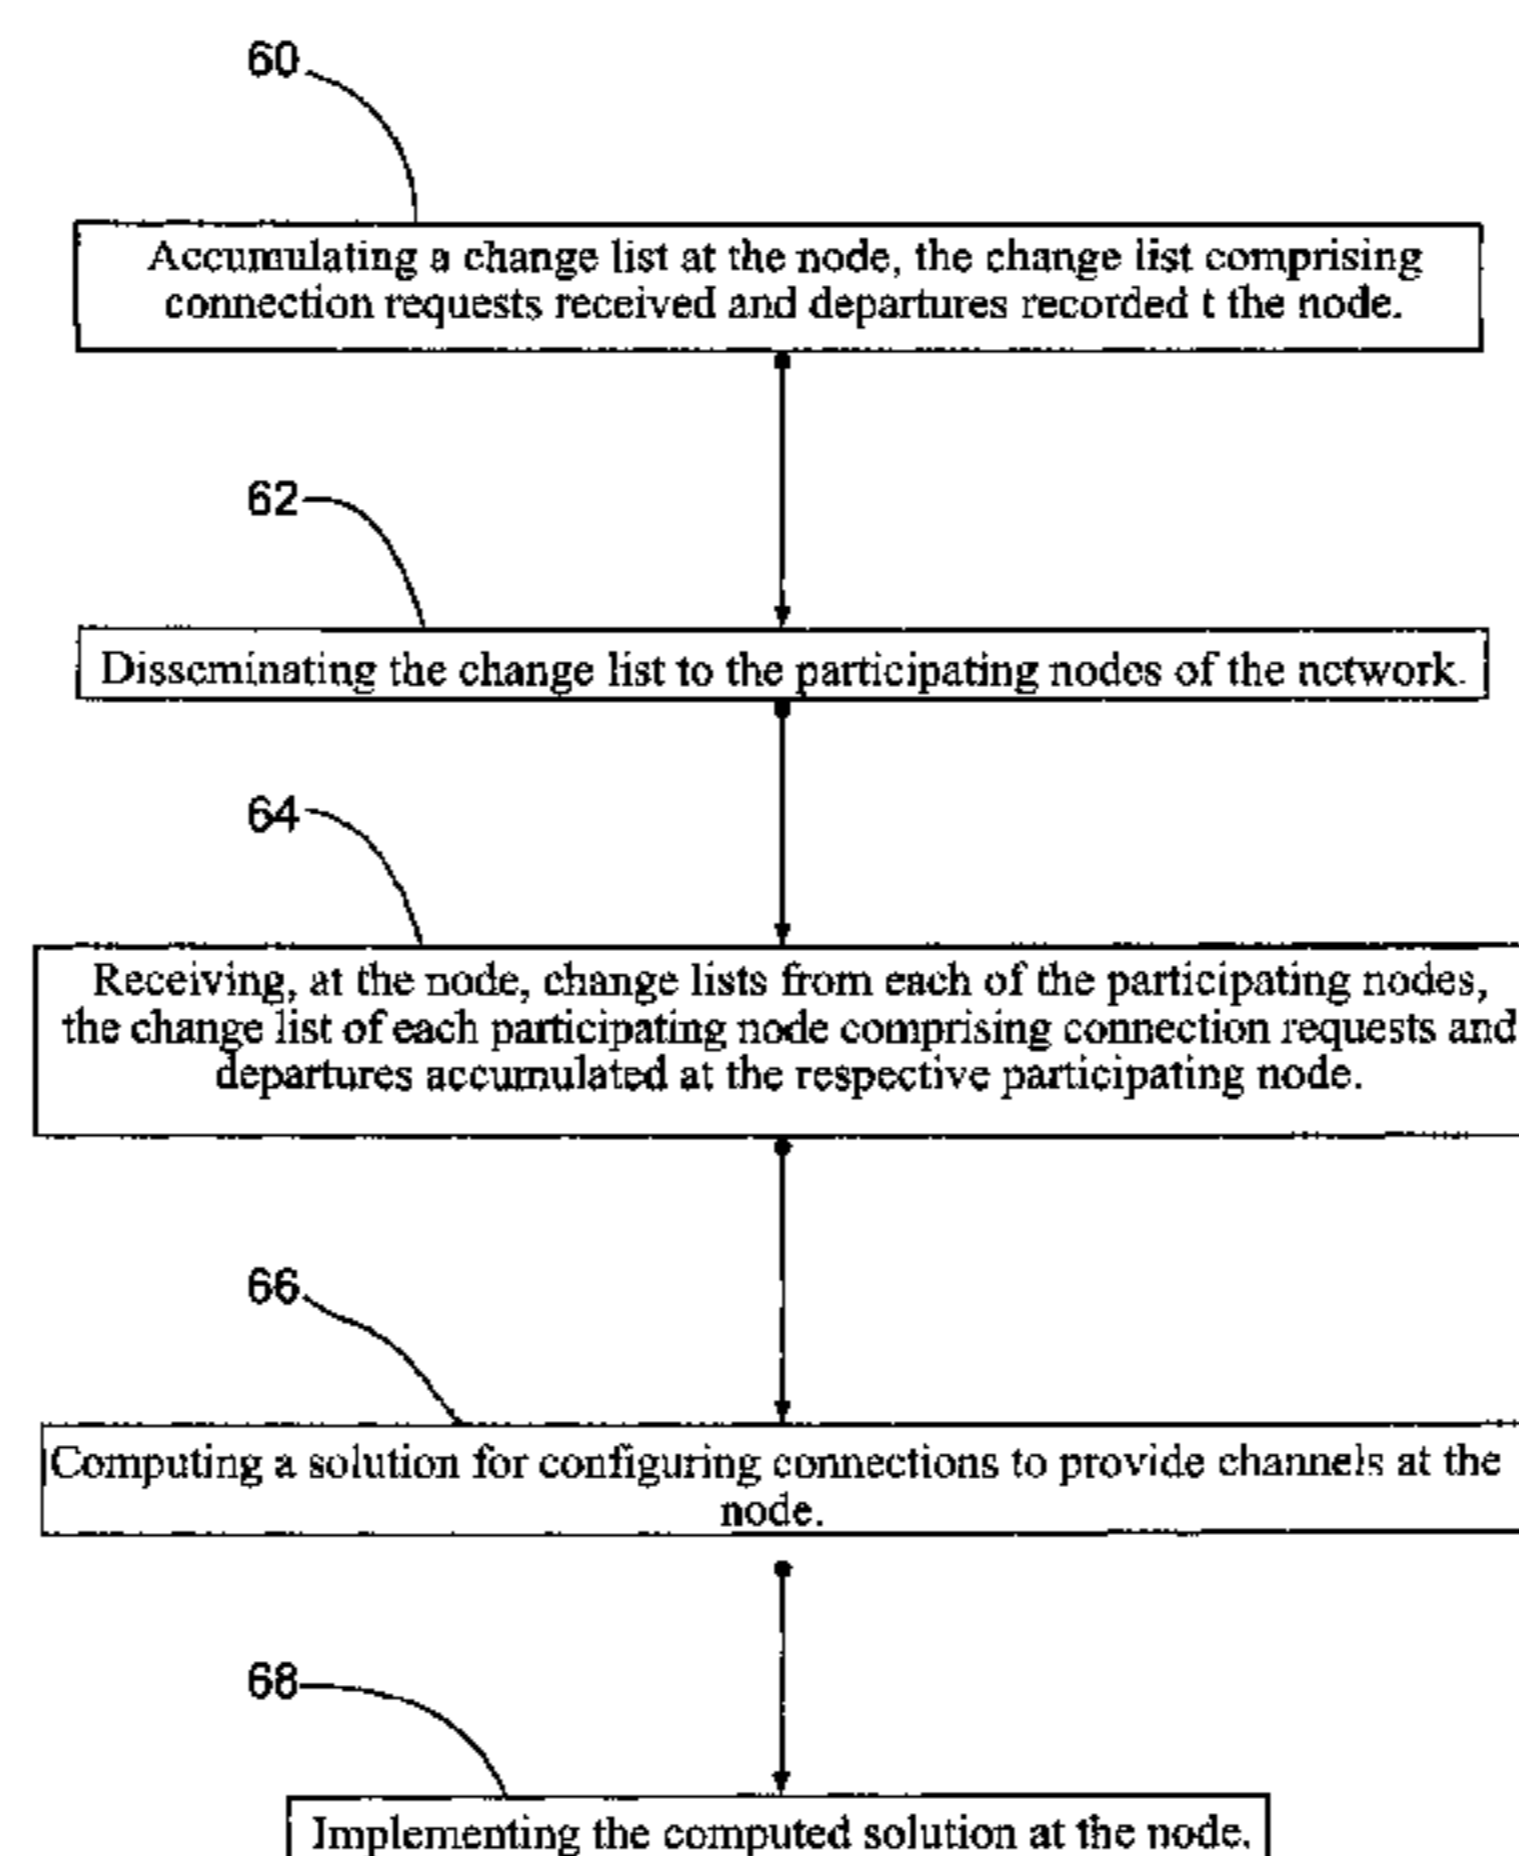 60
Accumulating a change list at the node, the change list comprising
connection requests received and departures recorded t the node.
62
Disseminating the change list to the participating nodes of the network.
64
Receiving, at the node, change lists from each of the participating nodes,
the change list of each participating node comprising connection requests and
departures accumulated at the respective participating node.
66
Computing a solution for configuring connections to provide channels at the
node.
68
Implementing the computed solution at the node.